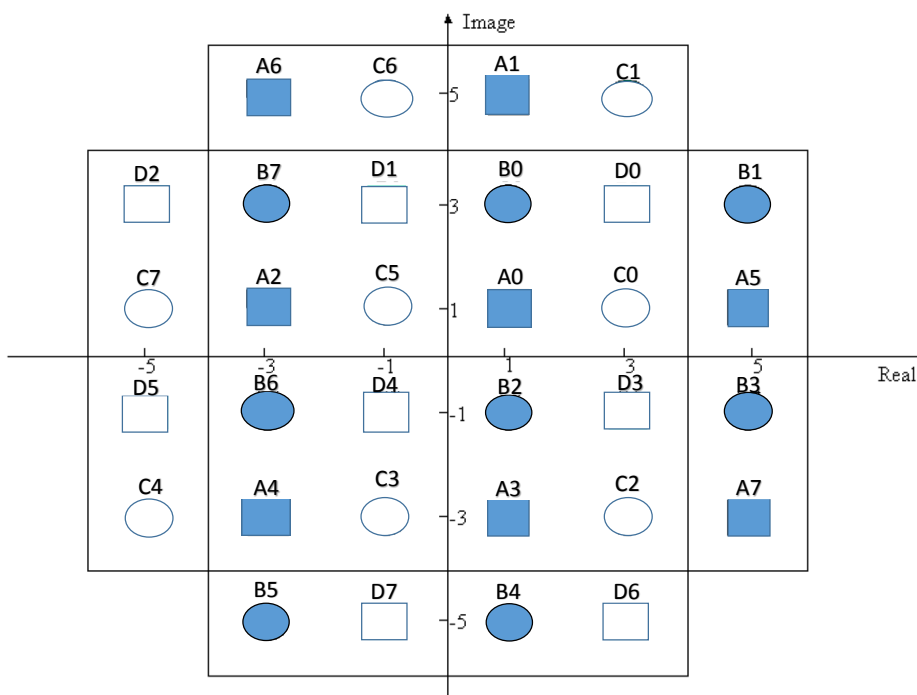 Image
A6 C6 A1 C1
5
D2 B7 D1 B0 D0 B1
3
C7 A2 C5 A0 C0 A5
1
-5 -3 -1 1 3 5
Real
D5 B6 D4 B2 D3 B3
-1
C4 A4 C3 A3 C2 A7
-3
B5 D7 B4 D6
-5